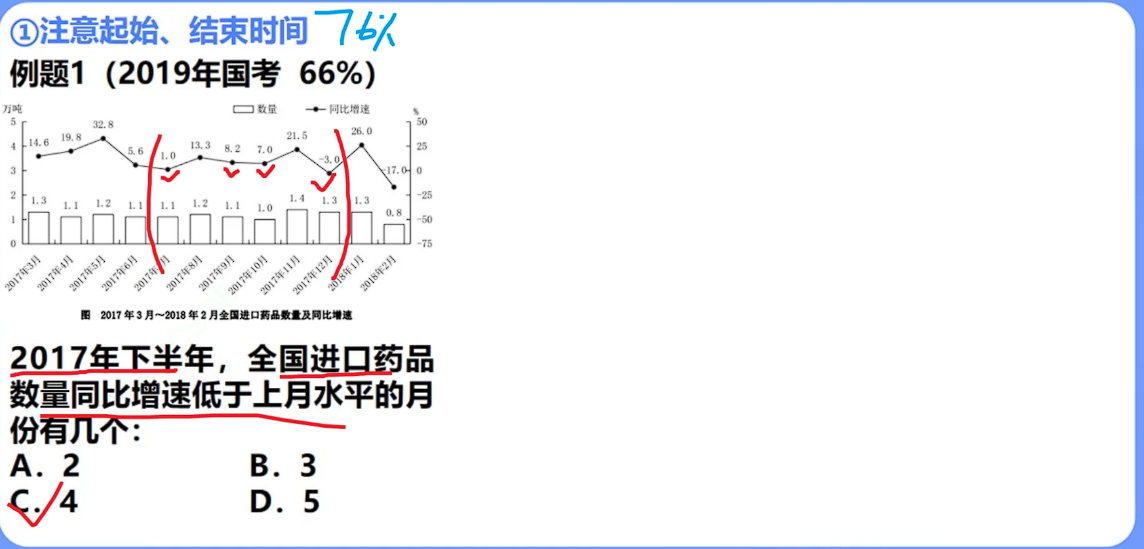 ①注意起始、结束时间 76%
例题1（2019年国考 66%）
万吨 数量 同比增速 %
5 4 3 2 1 0
50 25 0 -25 -50 -75
14.6 19.8 32.8 5.6 1.0 13.3 8.2 7.0 21.5 -3.0 26.0 -17.0
1.3 1.1 1.2 1.1 1.1 1.2 1.1 1.0 1.4 1.3 1.3 0.8
2017年3月 2017年4月 2017年5月 2017年6月 2017年7月 2017年8月 2017年9月 2017年10月 2017年11月 2017年12月 2018年1月 2018年2月
图 2017年3月～2018年2月全国进口药品数量及同比增速
2017年下半年，全国进口药品
数量同比增速低于上月水平的月
份有几个：
A. 2 B. 3
C. 4 D. 5